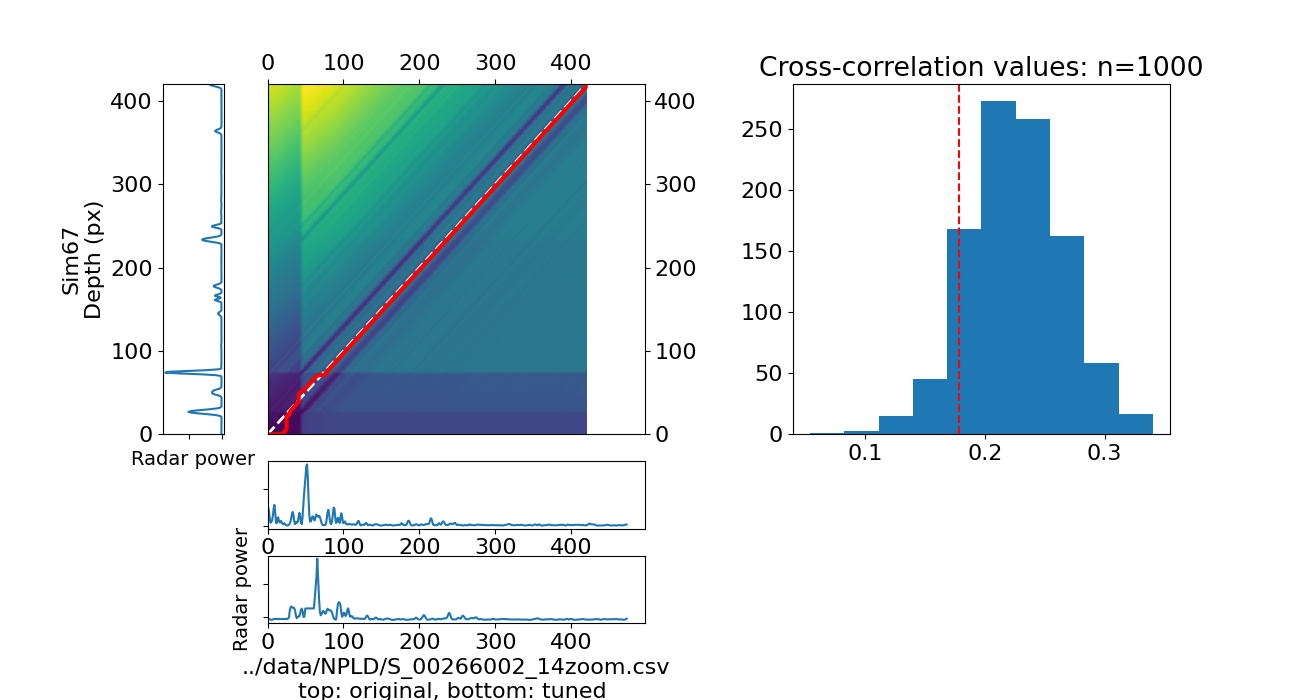 0 100 200 300 400
Cross-correlation values: n=1000
400
300
200
100
0
Sim67
Depth (px)
Radar power
400
300
200
100
0
250
200
150
100
50
0
0.1 0.2 0.3
0 100 200 300 400
Radar power
0 100 200 300 400
../data/NPLD/S_00266002_14zoom.csv
top: original, bottom: tuned